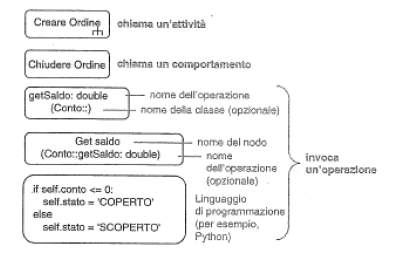 Creare Ordine
chiama un'attività
Chiudere Ordine
chiama un comportamento
getSaldo: double
(Conto::)
nome dell'operazione
nome della classe (opzionale)
Get saldo
(Conto::getSaldo: double)
nome del nodo
nome
dell'operazione
(opzionale)
.if self.conto <= 0:
self.stato = 'COPERTO'
else
self.stato = 'SCOPERTO'
Linguaggio
di programmazione
(per esempio,
Python)
invoca
un'operazione